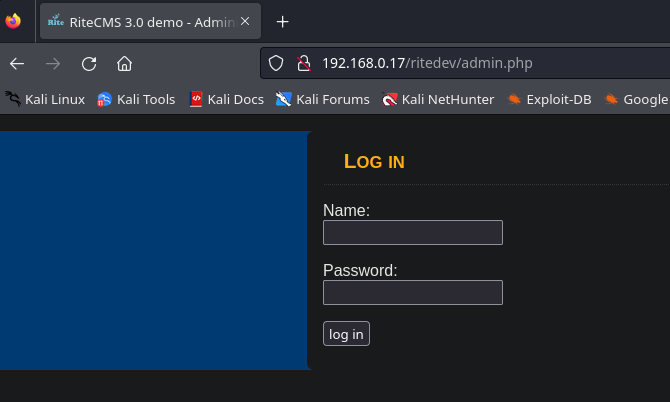 Rite RiteCMS 3.0 demo - Admin
192.168.0.17/ritedev/admin.php
Kali Linux Kali Tools Kali Docs Kali Forums Kali NetHunter Exploit-DB Google
LOG IN
Name:
Password:
log in